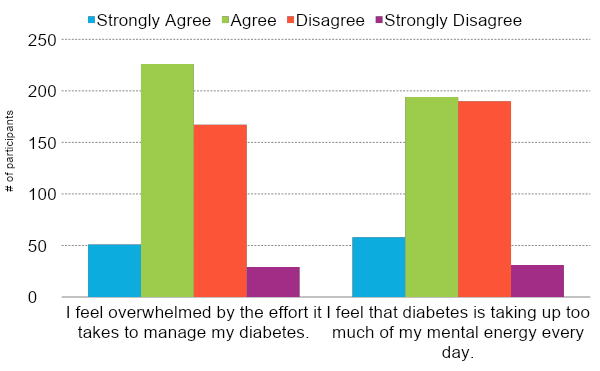 Strongly Agree Agree Disagree Strongly Disagree
250
200
150
100
50
0
# of participants
I feel overwhelmed by the effort it
takes to manage my diabetes.
I feel that diabetes is taking up too
much of my mental energy every
day.